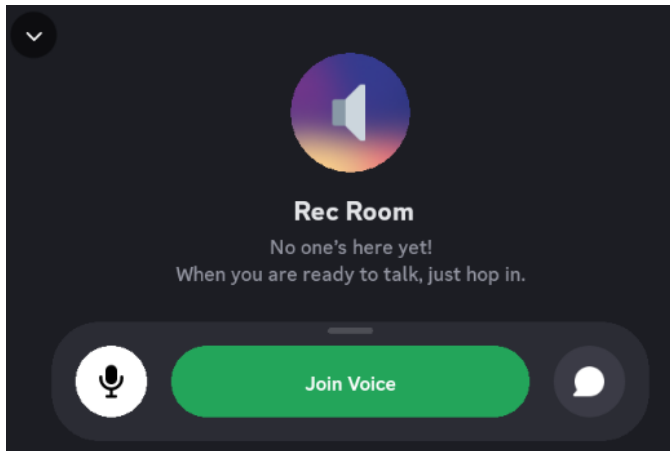 Rec Room
No one's here yet!
When you are ready to talk, just hop in.
Join Voice